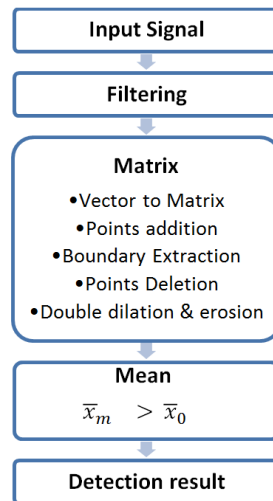 Input Signal
Filtering
Matrix
•Vector to Matrix
•Points addition
•Boundary Extraction
•Points Deletion
•Double dilation & erosion
Mean
x̅m > x̅0
Detection result